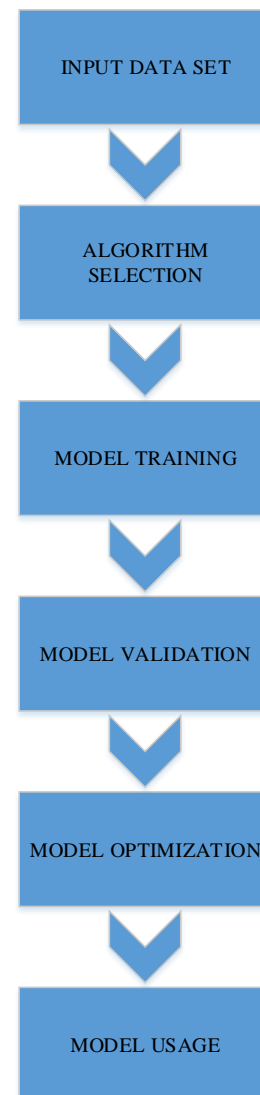 INPUT DATA SET
ALGORITHM
SELECTION
MODEL TRAINING
MODEL VALIDATION
MODEL OPTIMIZATION
MODEL USAGE